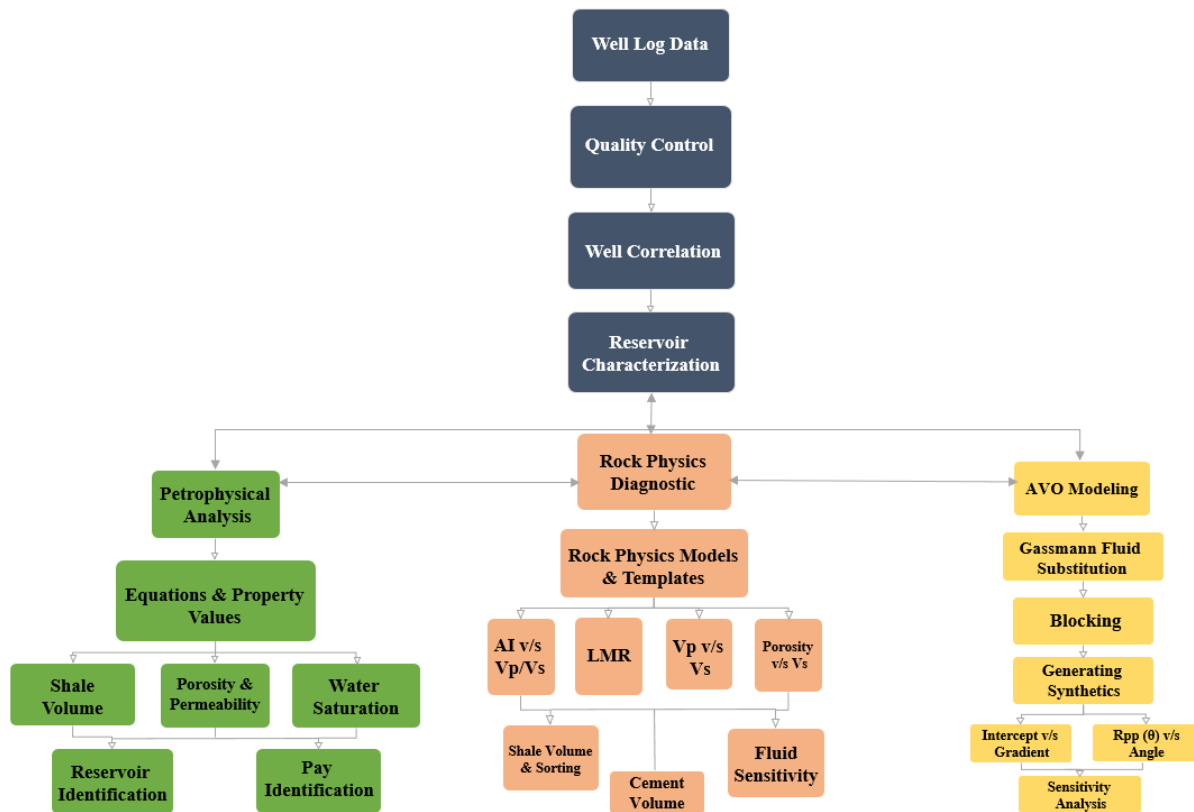 Well Log Data
Quality Control
Well Correlation
Reservoir
Characterization
Petrophysical
Analysis
Equations & Property
Values
Shale
Volume
Porosity &
Permeability
Water
Saturation
Reservoir
Identification
Pay
Identification
Rock Physics
Diagnostic
Rock Physics Models
& Templates
AI v/s
Vp/Vs
LMR
Vp v/s
Vs
Porosity
v/s Vs
Shale Volume
& Sorting
Cement
Volume
Fluid
Sensitivity
AVO Modeling
Gassmann Fluid
Substitution
Blocking
Generating
Synthetics
Intercept v/s
Gradient
Rpp (θ) v/s
Angle
Sensitivity
Analysis